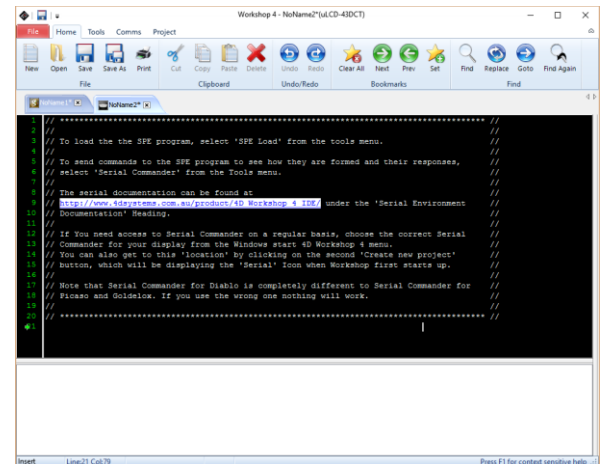 Workshop 4 - NoName2*(uLCD-43DCT)
File Home Tools Comms Project
New Open Save Save As Print Cut Copy Paste Delete Undo Redo Clear All Next Prev Set Find Replace Goto Find Again
File Clipboard Undo/Redo Bookmarks Find
NoName1* NoName2*
1 // ************************************************************************************ //
2 // //
3 // To load the the SPE program, select 'SPE Load' from the tools menu. //
4 // //
5 // To send commands to the SPE program to see how they are formed and their responses, //
6 // select 'Serial Commander' from the Tools menu. //
7 // //
8 // The serial documentation can be found at //
9 // http://www.4dsystems.com.au/product/4D_Workshop_4_IDE/ under the 'Serial Environment //
10 // Documentation' Heading. //
11 // //
12 // If You need access to Serial Commander on a regular basis, choose the correct Serial //
13 // Commander for your display from the Windows start 4D Workshop 4 menu. //
14 // You can also get to this 'location' by clicking on the second 'Create new project' //
15 // button, which will be displaying the 'Serial' Icon when Workshop first starts up. //
16 // //
17 // Note that Serial Commander for Diablo is completely different to Serial Commander for //
18 // Picaso and Goldelox. If you use the wrong one nothing will work. //
19 // //
20 // ************************************************************************************ //
21
Insert Line:21 Col:79 Press F1 for context sensitive help